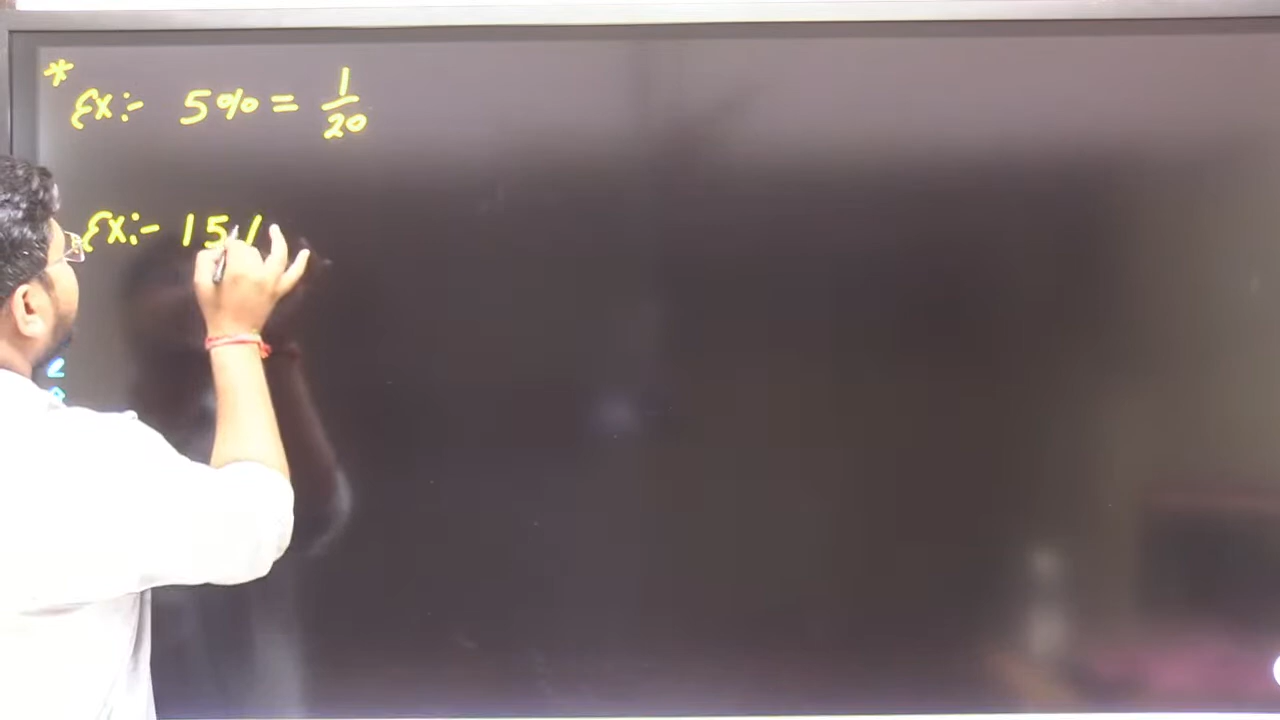 * Ex:- 5% = 1/20
Ex:- 15%